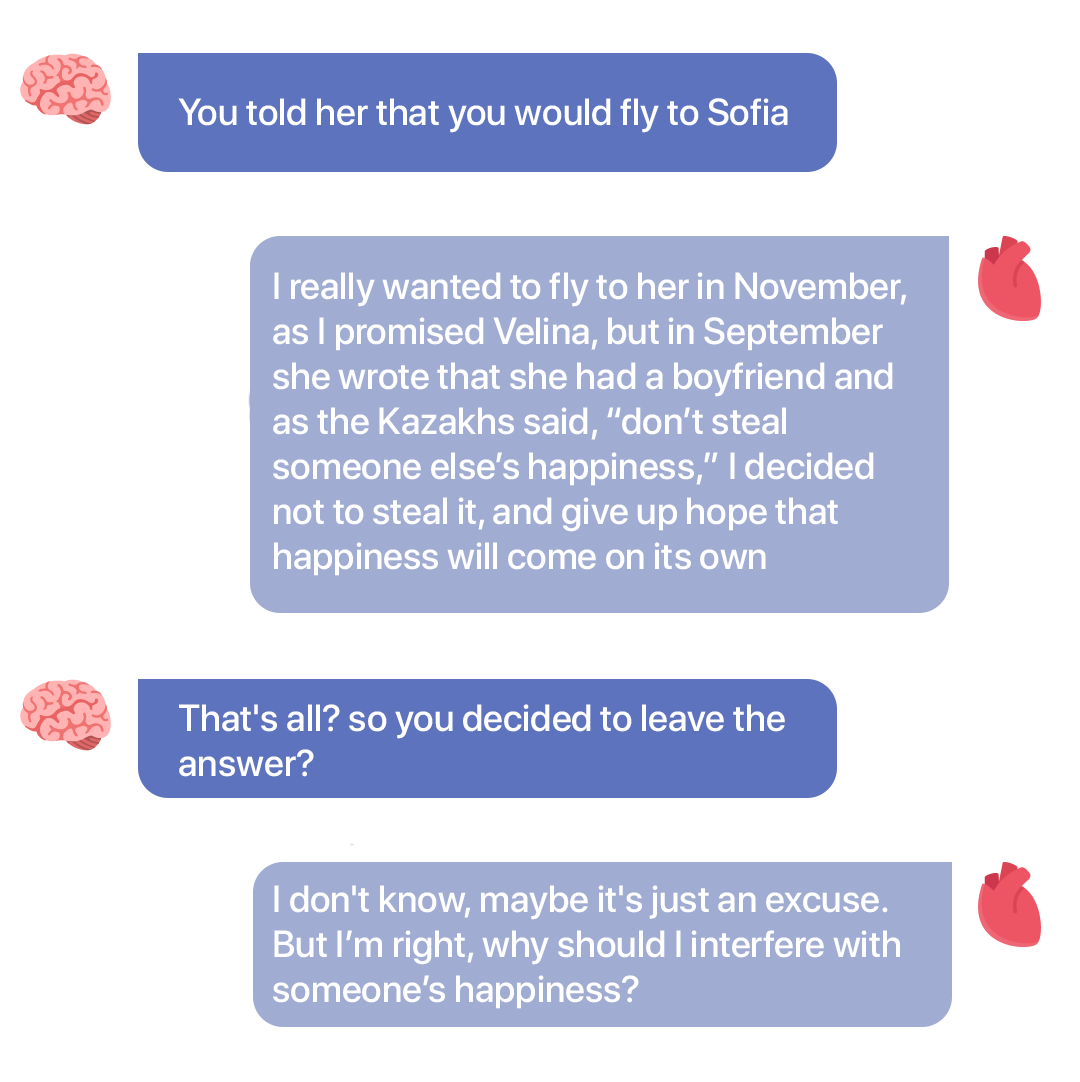 You told her that you would fly to Sofia
I really wanted to fly to her in November,
as I promised Velina, but in September
she wrote that she had a boyfriend and
as the Kazakhs said, “don’t steal
someone else’s happiness,” I decided
not to steal it, and give up hope that
happiness will come on its own
That's all? so you decided to leave the
answer?
I don't know, maybe it's just an excuse.
But I’m right, why should I interfere with
someone’s happiness?